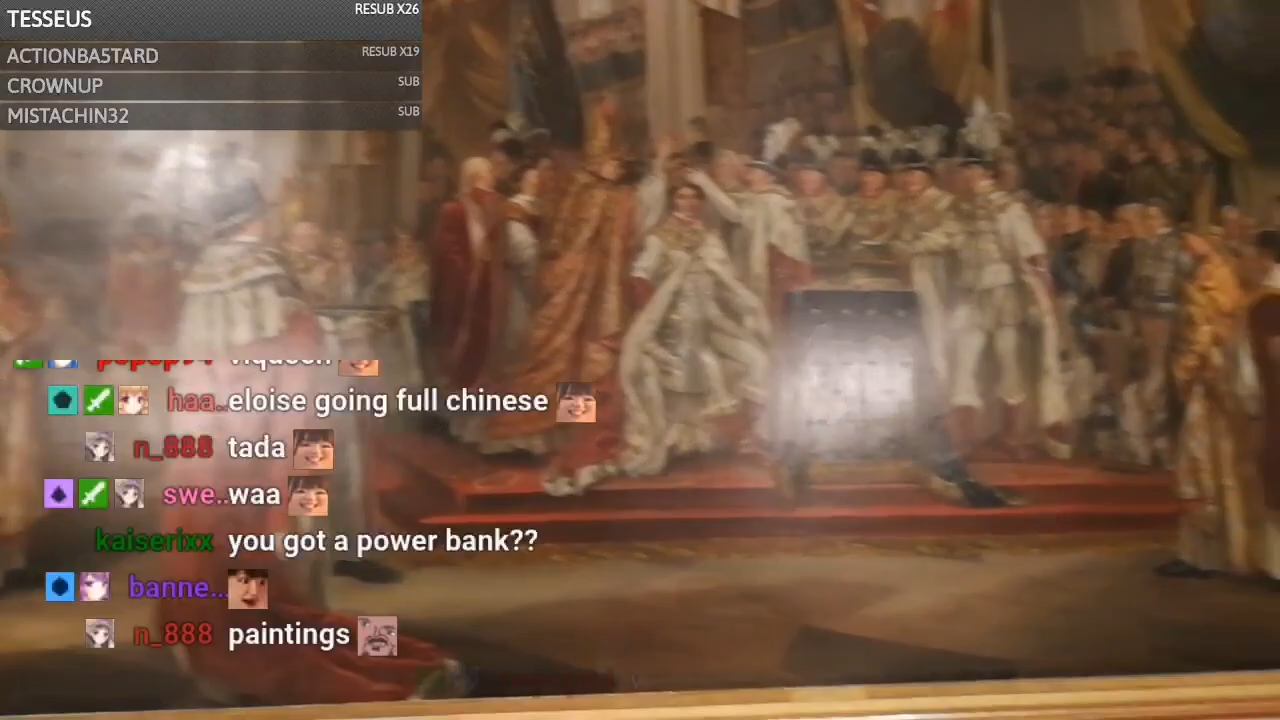 TESSEUS RESUB X26
ACTIONBA5TARD RESUB X19
CROWNUP SUB
MISTACHIN32 SUB
haa.. eloise going full chinese
n_888 tada
swe.. waa
kaiserixx you got a power bank??
banne...
n_888 paintings